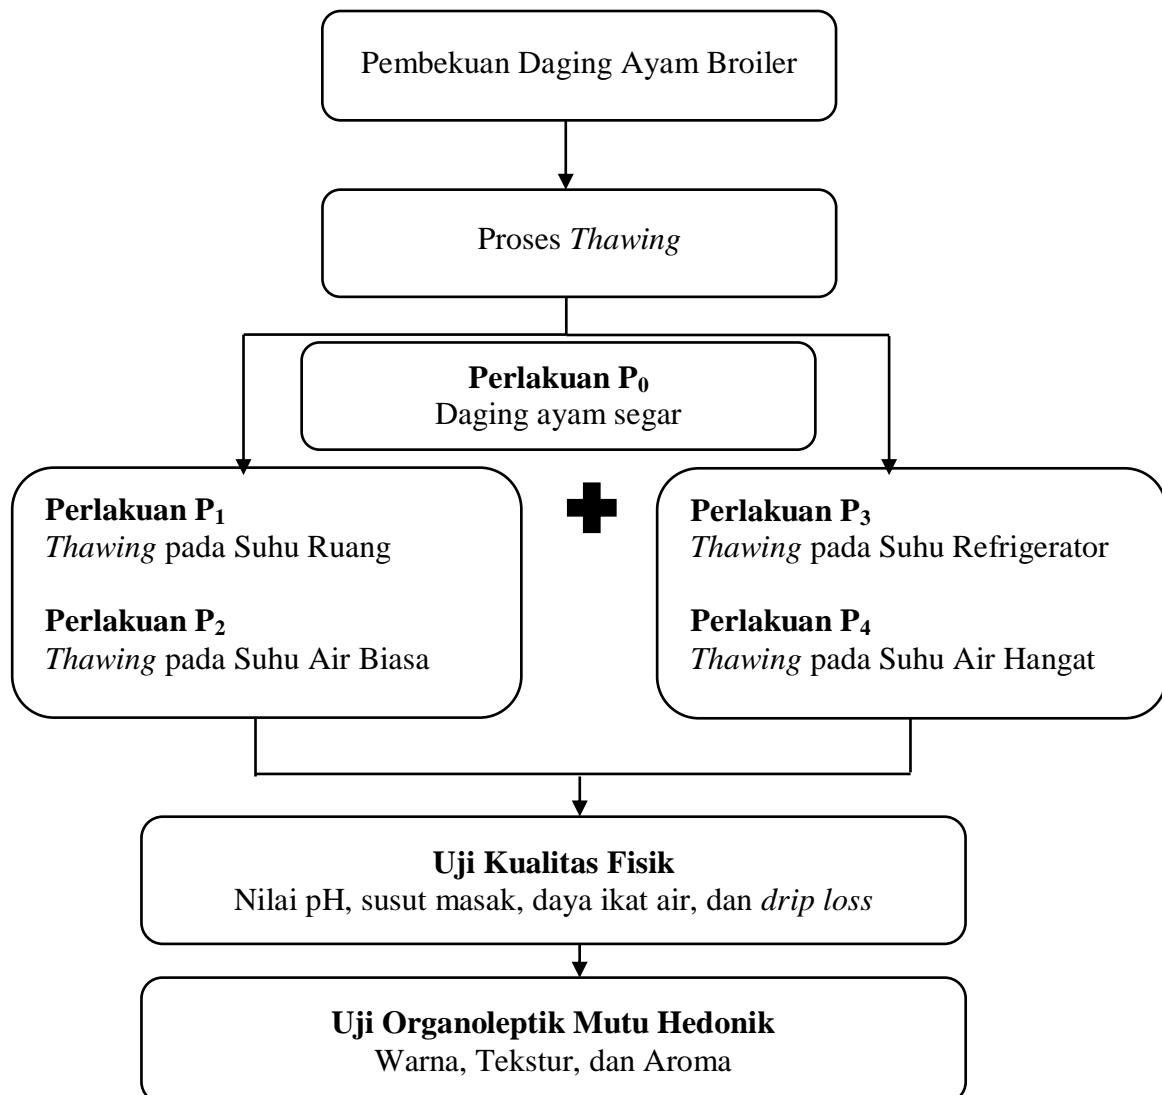 Pembekuan Daging Ayam Broiler
Proses Thawing
Perlakuan P₀
Daging ayam segar
Perlakuan P₁
Thawing pada Suhu Ruang
Perlakuan P₂
Thawing pada Suhu Air Biasa
Perlakuan P₃
Thawing pada Suhu Refrigerator
Perlakuan P₄
Thawing pada Suhu Air Hangat
Uji Kualitas Fisik
Nilai pH, susut masak, daya ikat air, dan drip loss
Uji Organoleptik Mutu Hedonik
Warna, Tekstur, dan Aroma